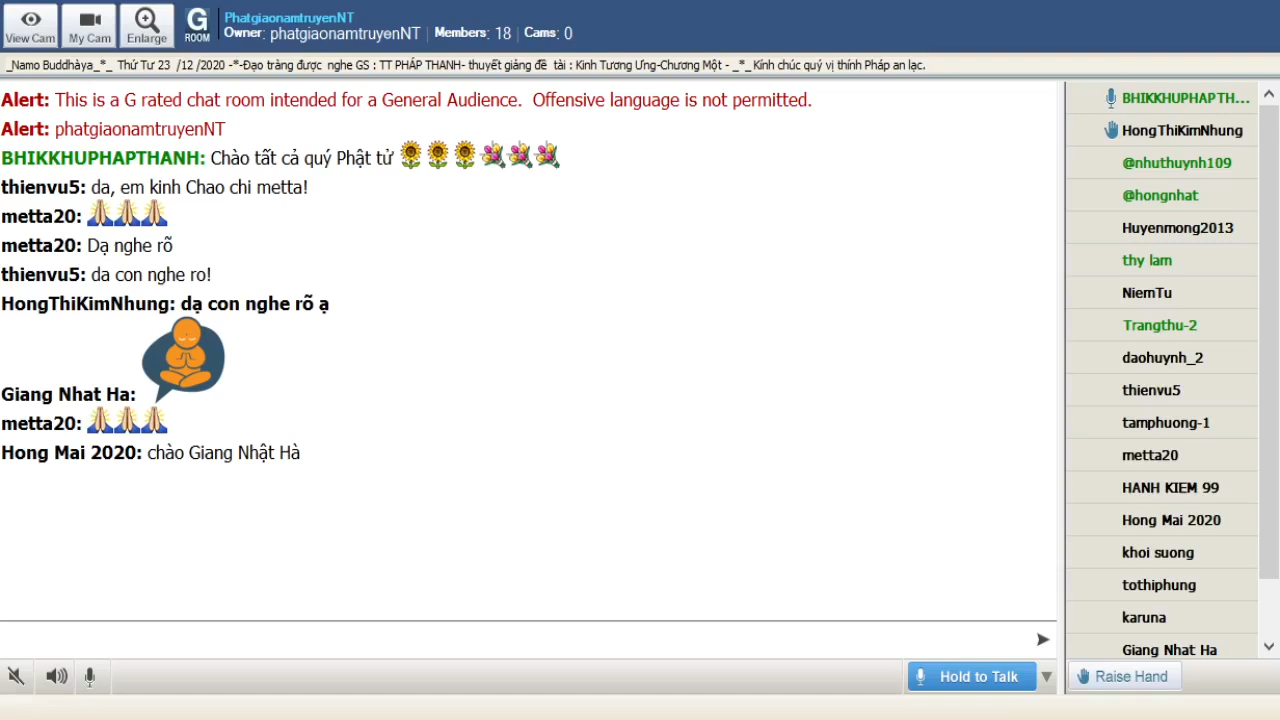 View Cam
My Cam
Enlarge
G
ROOM
PhatgiaonamtruyenNT
Owner: phatgiaonamtruyenNT | Members: 18 | Cams: 0
_Namo Buddhàya_*_ Thứ Tư 23 /12 /2020 -*-Đạo tràng được nghe GS : TT PHÁP THANH- thuyết giảng đề tài : Kinh Tương Ưng-Chương Một - _*_Kính chúc quý vị thính Pháp an lạc.
Alert: This is a G rated chat room intended for a General Audience. Offensive language is not permitted.
Alert: phatgiaonamtruyenNT
BHIKKHUPHAPTHANH: Chào tất cả quý Phật tử
thienvu5: da, em kinh Chao chi metta!
metta20:
metta20: Dạ nghe rõ
thienvu5: da con nghe ro!
HongThiKimNhung: dạ con nghe rõ ạ
Giang Nhat Ha:
metta20:
Hong Mai 2020: chào Giang Nhật Hà
BHIKKHUPHAPTH...
HongThiKimNhung
@nhuthuynh109
@hongnhat
Huyenmong2013
thy lam
NiemTu
Trangthu-2
daohuynh_2
thienvu5
tamphuong-1
metta20
HANH KIEM 99
Hong Mai 2020
khoi suong
tothiphung
karuna
Giang Nhat Ha
Hold to Talk
Raise Hand